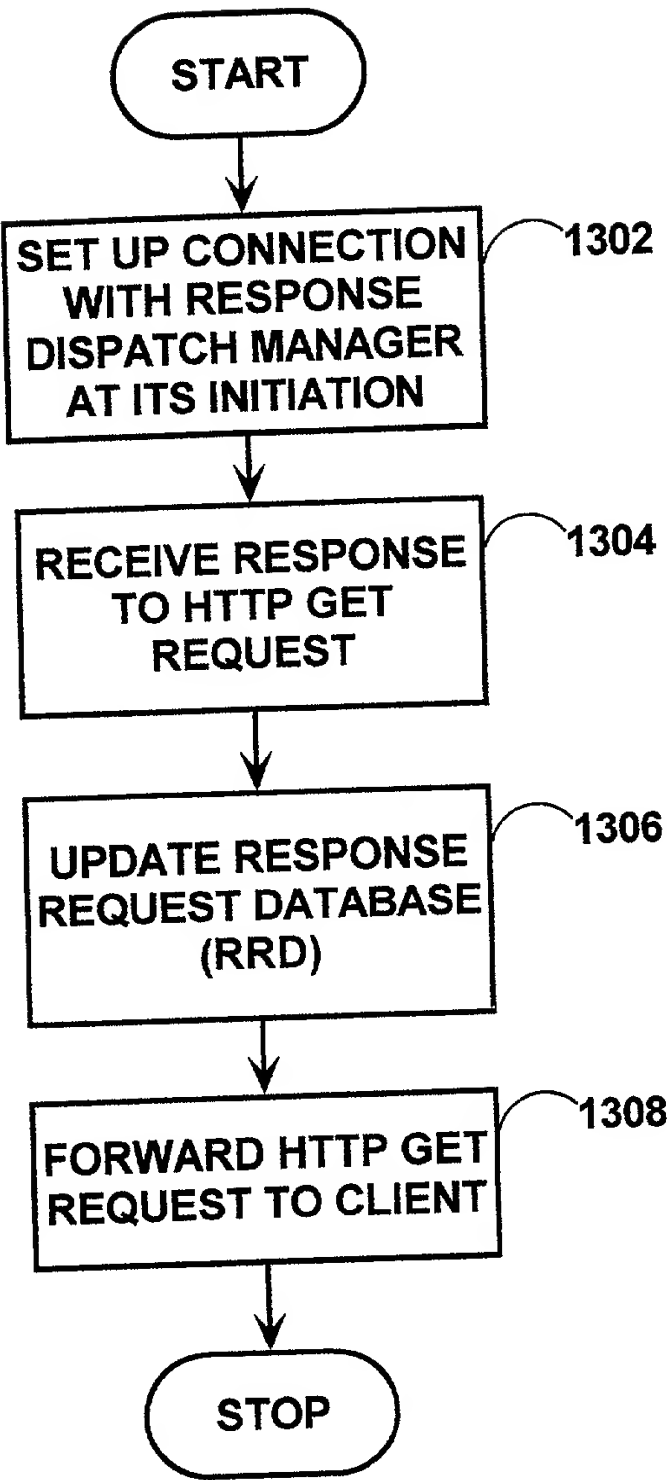 START
SET UP CONNECTION
WITH RESPONSE
DISPATCH MANAGER
AT ITS INITIATION
1302
RECEIVE RESPONSE
TO HTTP GET
REQUEST
1304
UPDATE RESPONSE
REQUEST DATABASE
(RRD)
1306
FORWARD HTTP GET
REQUEST TO CLIENT
1308
STOP